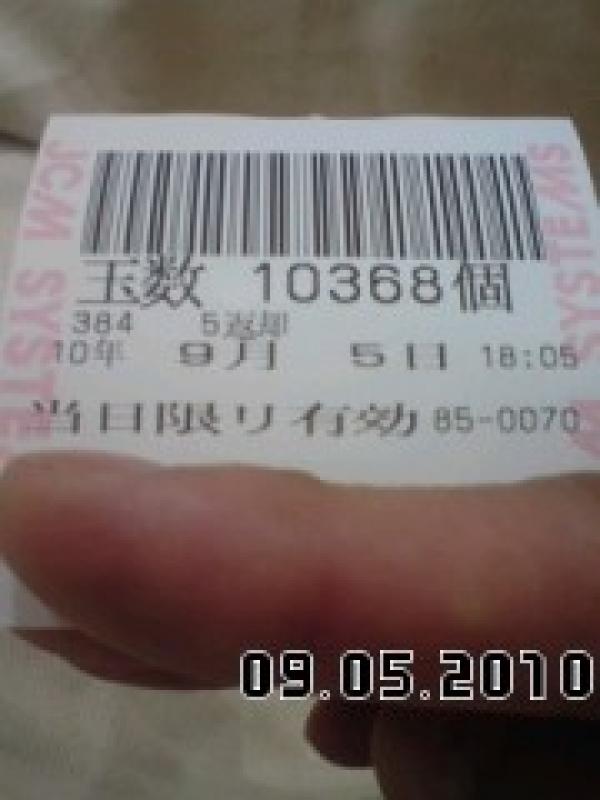 JCM SYSTE
SYSTEMS
玉数 10368個
384 5返却
10年 9月 5日 18:05
当日限リ有効 85-0070
09.05.2010